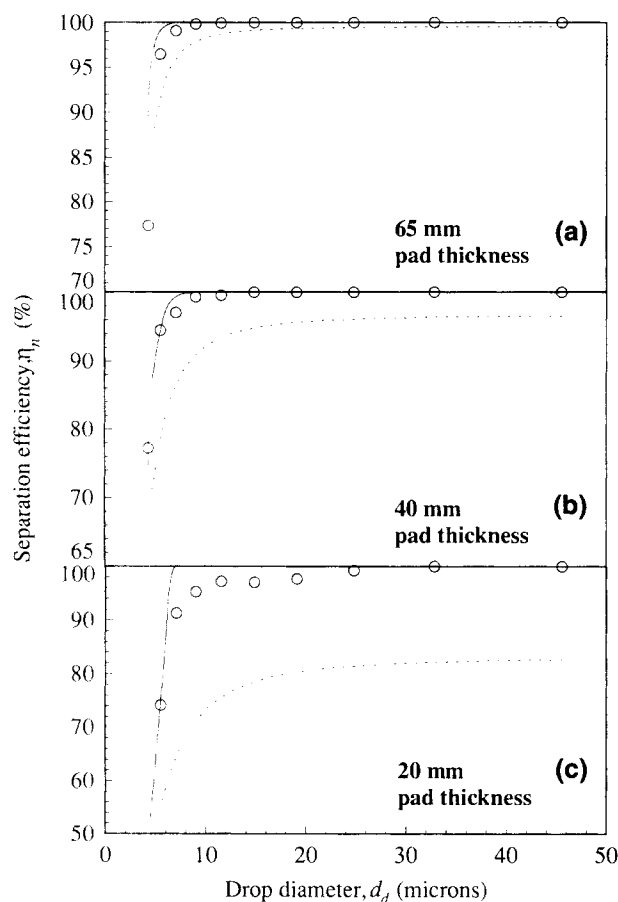 100
95
90
85
80
75
70
65 mm
pad thickness
(a)
100
90
80
70
65
40 mm
pad thickness
(b)
100
90
80
70
60
50
20 mm
pad thickness
(c)
0
10
20
30
40
50
Separation efficiency,ηn (%)
Drop diameter, dd (microns)